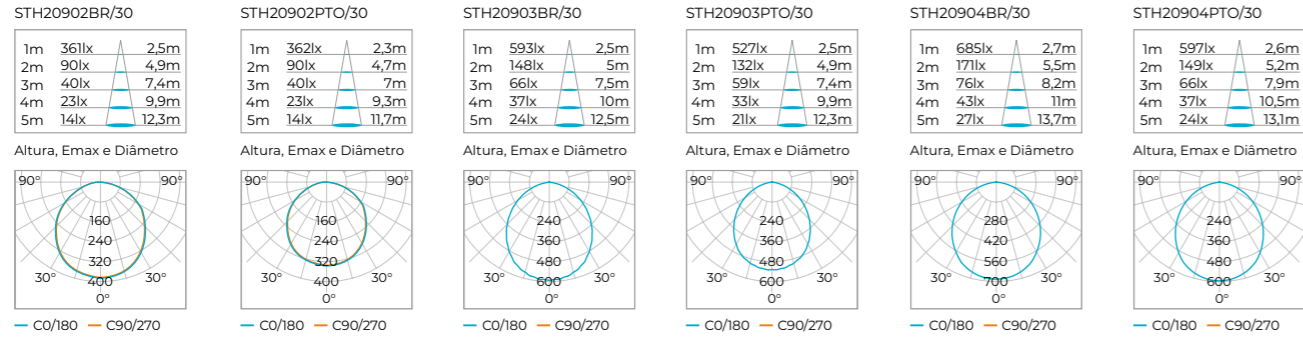 STH20902BR/30
1m 361lx 2,5m
2m 90lx 4,9m
3m 40lx 7,4m
4m 23lx 9,9m
5m 14lx 12,3m
Altura, Emax e Diâmetro
90° 90°
160
240
320
30° 30°
400
0°
C0/180 C90/270
STH20902PTO/30
1m 362lx 2,3m
2m 90lx 4,7m
3m 40lx 7m
4m 23lx 9,3m
5m 14lx 11,7m
Altura, Emax e Diâmetro
90° 90°
160
240
320
30° 30°
400
0°
C0/180 C90/270
STH20903BR/30
1m 593lx 2,5m
2m 148lx 5m
3m 66lx 7,5m
4m 37lx 10m
5m 24lx 12,5m
Altura, Emax e Diâmetro
90° 90°
240
360
480
30° 30°
600
0°
C0/180 C90/270
STH20903PTO/30
1m 527lx 2,5m
2m 132lx 4,9m
3m 59lx 7,4m
4m 33lx 9,9m
5m 21lx 12,3m
Altura, Emax e Diâmetro
90° 90°
240
360
480
30° 30°
600
0°
C0/180 C90/270
STH20904BR/30
1m 685lx 2,7m
2m 171lx 5,5m
3m 76lx 8,2m
4m 43lx 11m
5m 27lx 13,7m
Altura, Emax e Diâmetro
90° 90°
280
420
560
30° 30°
700
0°
C0/180 C90/270
STH20904PTO/30
1m 597lx 2,6m
2m 149lx 5,2m
3m 66lx 7,9m
4m 37lx 10,5m
5m 24lx 13,1m
Altura, Emax e Diâmetro
90° 90°
240
360
480
30° 30°
600
0°
C0/180 C90/270